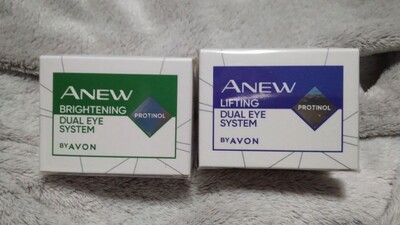 ANEW
BRIGHTENING
DUAL EYE
SYSTEM
PROTINOL
BY AVON
ANEW
LIFTING
DUAL EYE
SYSTEM
PROTINOL
BY AVON